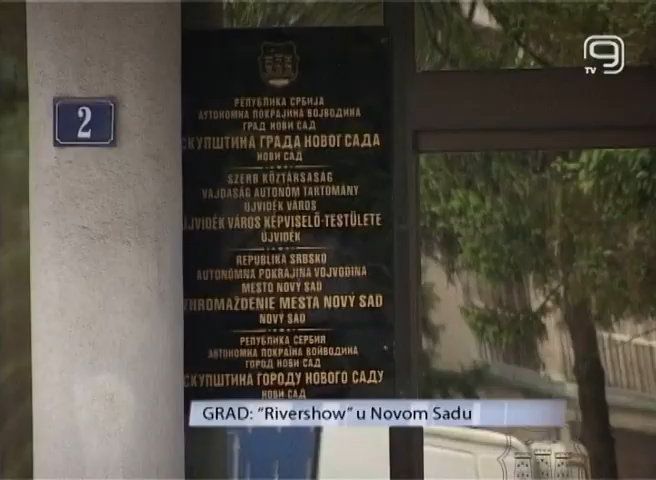 9
TV
2
РЕПУБЛИКА СРБИЈА
АУТОНОМНА ПОКРАЈИНА ВОЈВОДИНА
ГРАД НОВИ САД
СКУПШТИНА ГРАДА НОВОГ САДА
НОВИ САД
SZERB KÖZTÁRSASÁG
VAJDASÁG AUTONÓM TARTOMÁNY
ÚJVIDÉK VÁROS
ÚJVIDÉK VÁROS KÉPVISELŐ-TESTÜLETE
ÚJVIDÉK
REPUBLIKA SRBSKO
AUTONÓMNA POKRAJINA VOJVODINA
MESTO NOVÝ SAD
ZHROMAŽDENIE MESTA NOVÝ SAD
NOVÝ SAD
РЕПУБЛИКА СЕРБИЯ
АВТОНОМНА ПОКРАЇНА ВОЙВОДИНА
ГОРОД НОВИ САД
СКУПШТИНА ГОРОДУ НОВОГО САДУ
НОВИ САД
GRAD: “Rivershow” u Novom Sadu